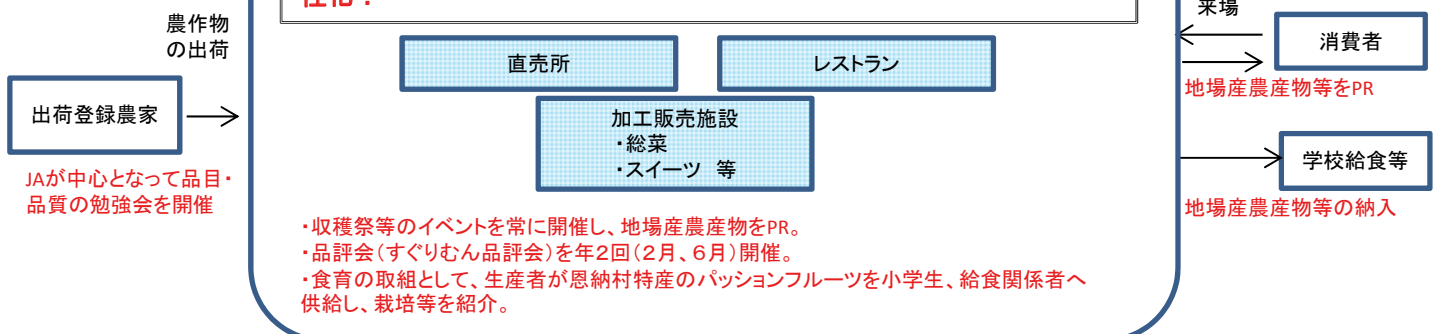 性化！
農作物
の出荷
来場
直売所
レストラン
消費者
地場産農産物等をPR
出荷登録農家
加工販売施設
・総菜
・スイーツ 等
学校給食等
JAが中心となって品目・
品質の勉強会を開催
地場産農産物等の納入
・収穫祭等のイベントを常に開催し、地場産農産物をPR。
・品評会（すぐりむん品評会）を年２回（２月、６月）開催。
・食育の取組として、生産者が恩納村特産のパッションフルーツを小学生、給食関係者へ
供給し、栽培等を紹介。